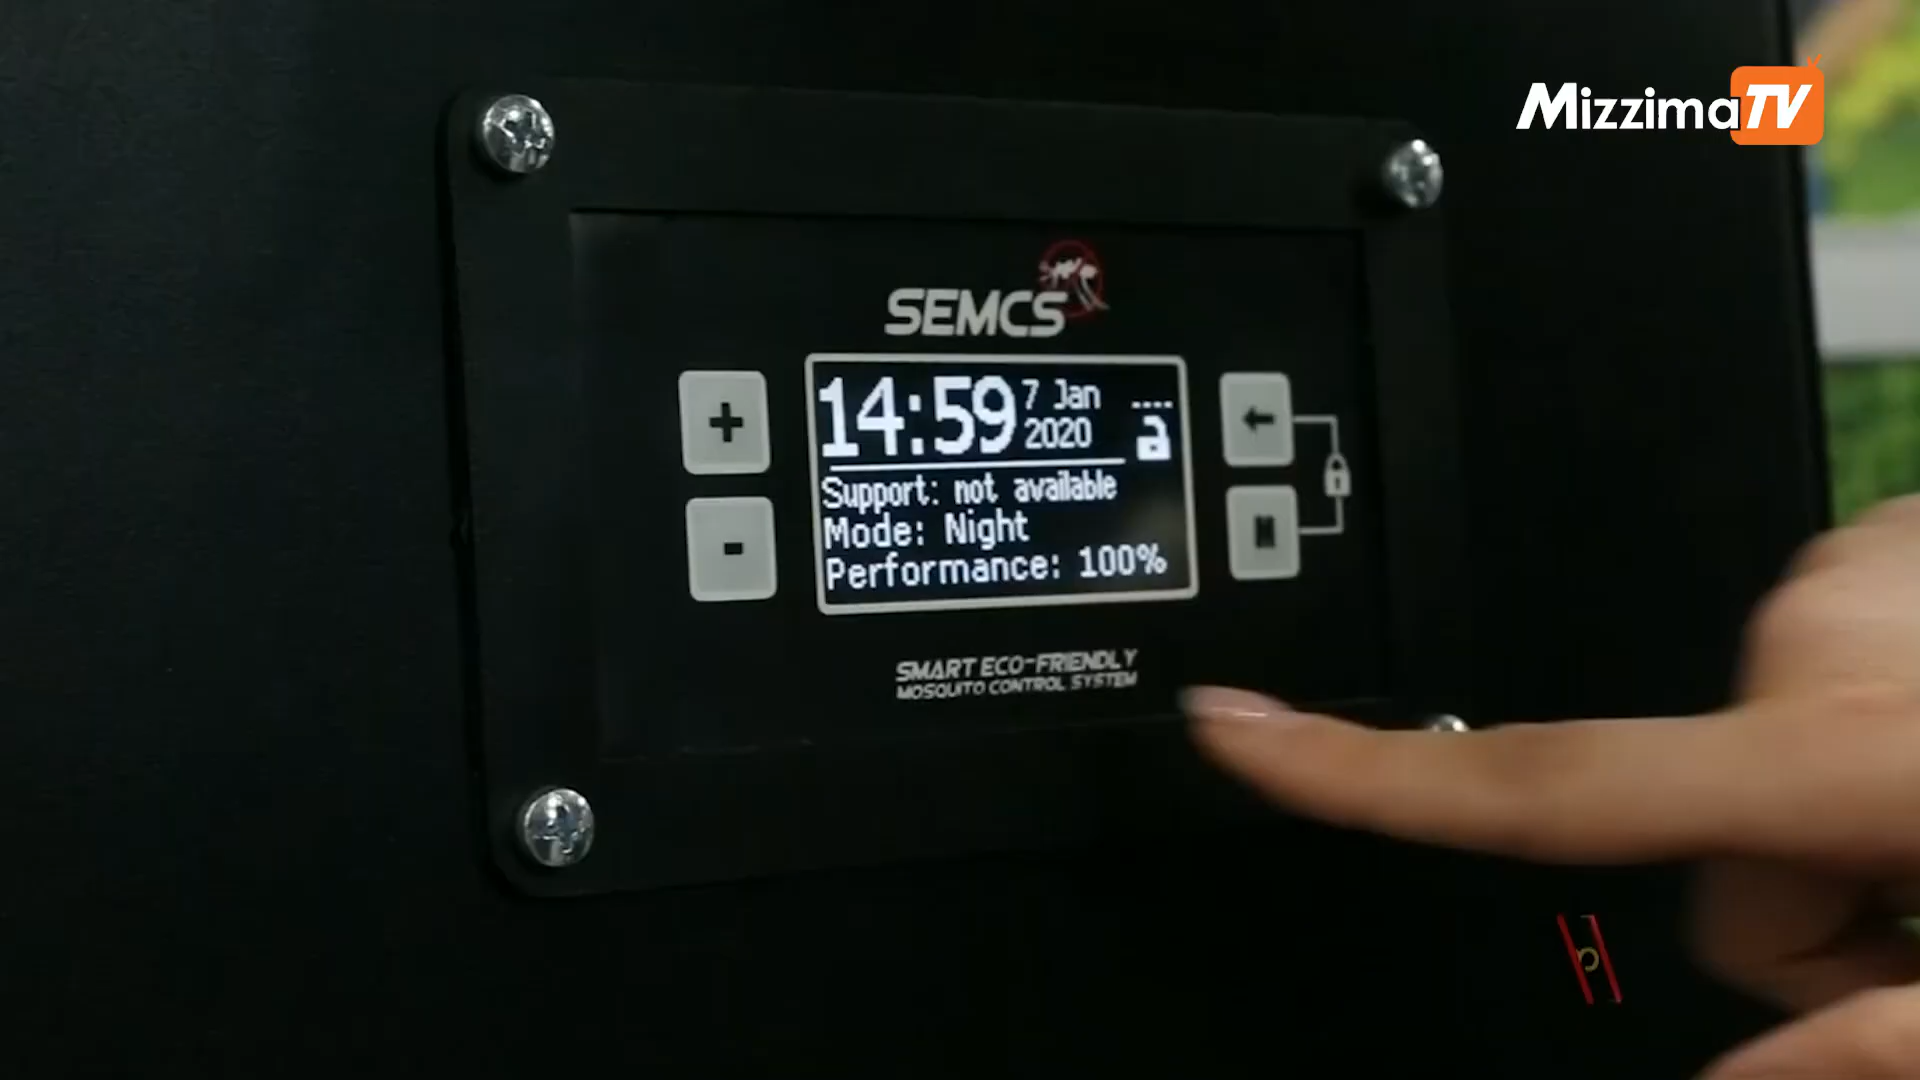 MizzimaTV
SEMCS
14:59
7 Jan
2020
Support: not available
Mode: Night
Performance: 100%
SMART ECO-FRIENDLY
MOSQUITO CONTROL SYSTEM